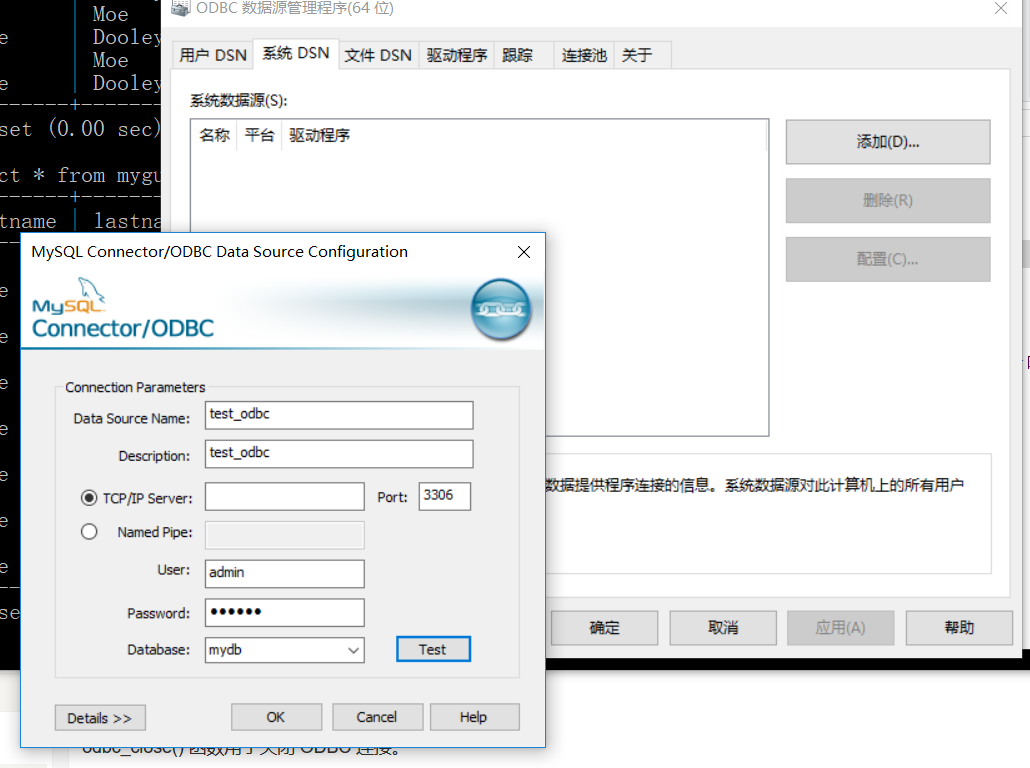 ODBC 数据源管理程序(64 位)
用户 DSN 系统 DSN 文件 DSN 驱动程序 跟踪 连接池 关于
系统数据源(S):
名称 平台 驱动程序
添加(D)...
删除(R)
配置(C)...
数据提供程序连接的信息。系统数据源对此计算机上的所有用户
确定 取消 应用(A) 帮助
Moe
e Dooley
Moe
e Dooley
set (0.00 sec)
ct * from mygu
tname | lastna
MySQL Connector/ODBC Data Source Configuration
MySQL
Connector/ODBC
Connection Parameters
Data Source Name: test_odbc
Description: test_odbc
TCP/IP Server: Port: 3306
Named Pipe:
User: admin
Password: ••••••
Database: mydb Test
Details >> OK Cancel Help
e
e
e
e
e
e
e
se
odbc_close() 函数用于关闭 ODBC 连接。